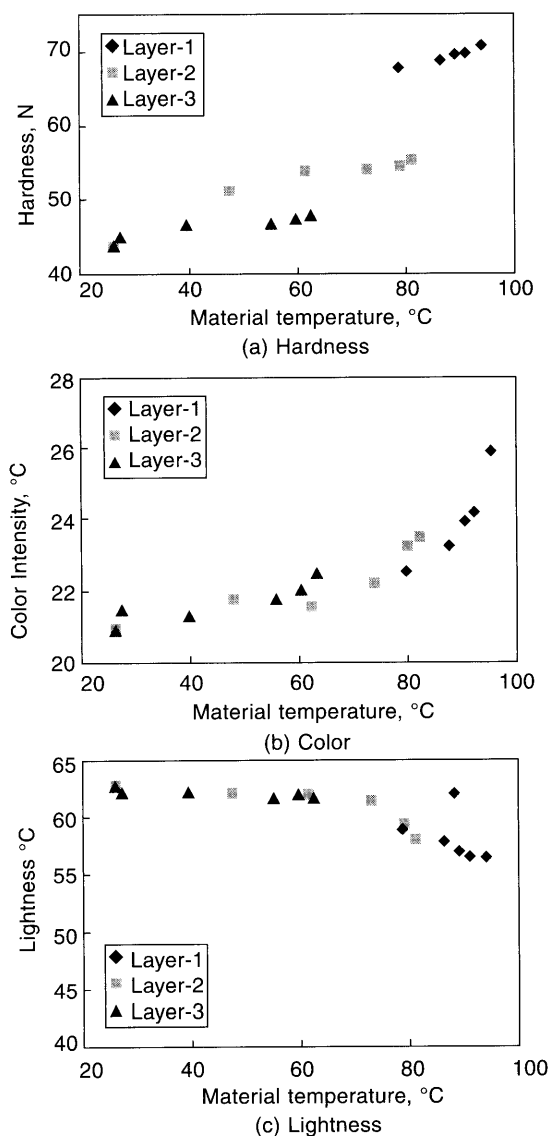 70
60
50
40
Hardness, N
Layer-1
Layer-2
Layer-3
20 40 60 80 100
Material temperature, °C
(a) Hardness
28
26
24
22
20
Color Intensity, °C
Layer-1
Layer-2
Layer-3
20 40 60 80 100
Material temperature, °C
(b) Color
65
60
55
50
45
40
Lightness °C
Layer-1
Layer-2
Layer-3
20 40 60 80 100
Material temperature, °C
(c) Lightness